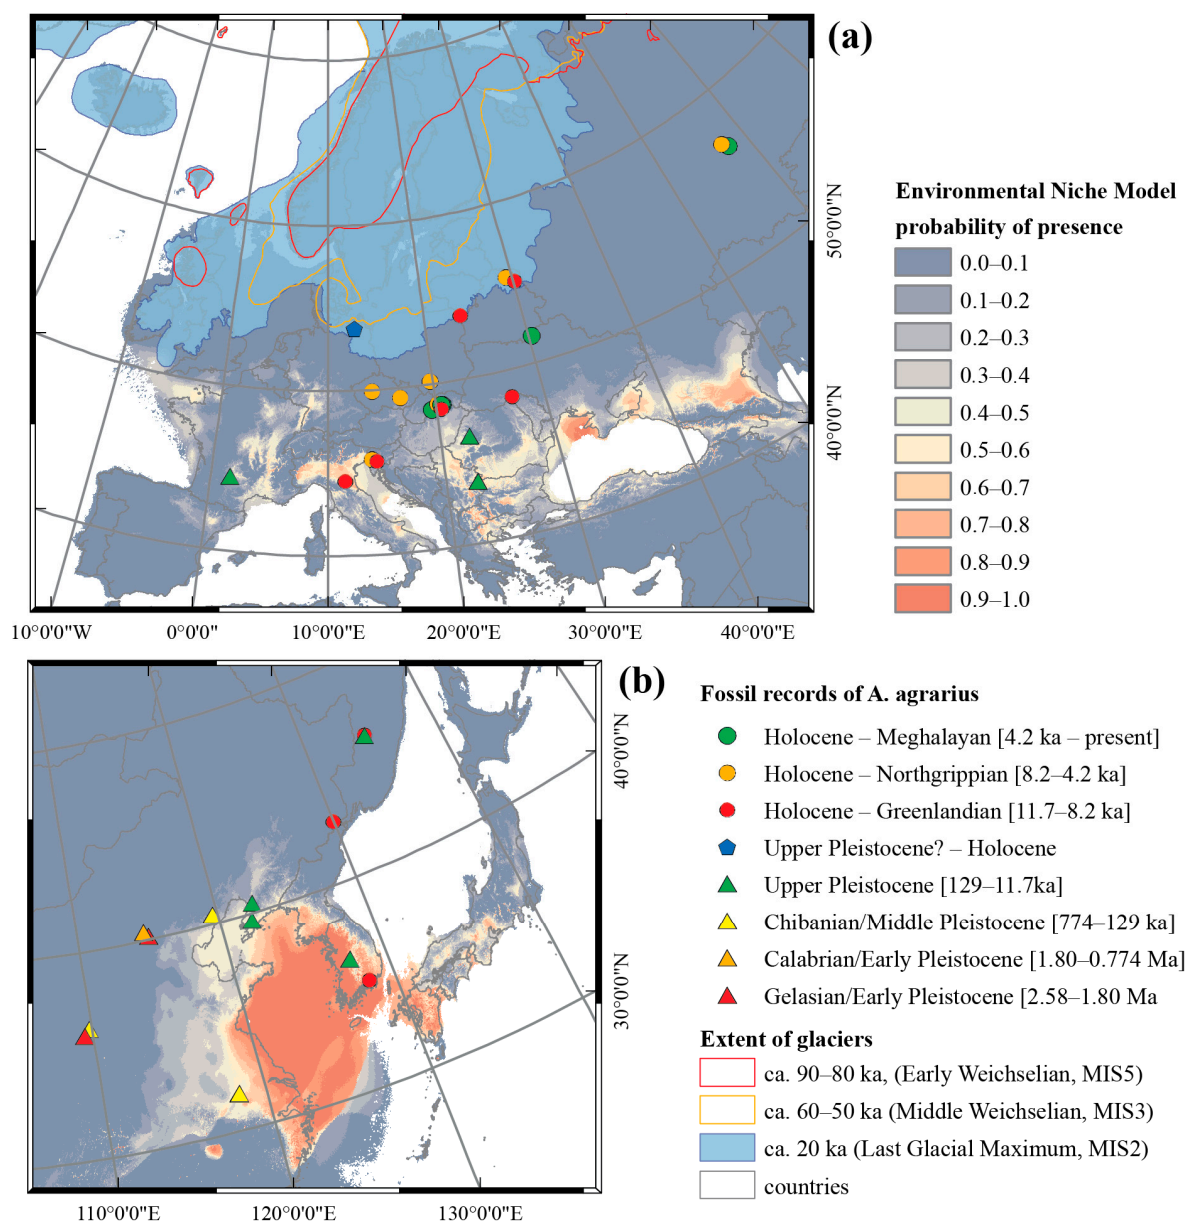 (a)
50°0'0"N
40°0'0"N
10°0'0"W
0°0'0"
10°0'0"E
20°0'0"E
30°0'0"E
40°0'0"E
Environmental Niche Model
probability of presence
0.0–0.1
0.1–0.2
0.2–0.3
0.3–0.4
0.4–0.5
0.5–0.6
0.6–0.7
0.7–0.8
0.8–0.9
0.9–1.0
(b)
40°0'0"N
30°0'0"N
110°0'0"E
120°0'0"E
130°0'0"E
Fossil records of A. agrarius
Holocene – Meghalayan [4.2 ka – present]
Holocene – Northgrippian [8.2–4.2 ka]
Holocene – Greenlandian [11.7–8.2 ka]
Upper Pleistocene? – Holocene
Upper Pleistocene [129–11.7ka]
Chibanian/Middle Pleistocene [774–129 ka]
Calabrian/Early Pleistocene [1.80–0.774 Ma]
Gelasian/Early Pleistocene [2.58–1.80 Ma
Extent of glaciers
ca. 90–80 ka, (Early Weichselian, MIS5)
ca. 60–50 ka (Middle Weichselian, MIS3)
ca. 20 ka (Last Glacial Maximum, MIS2)
countries